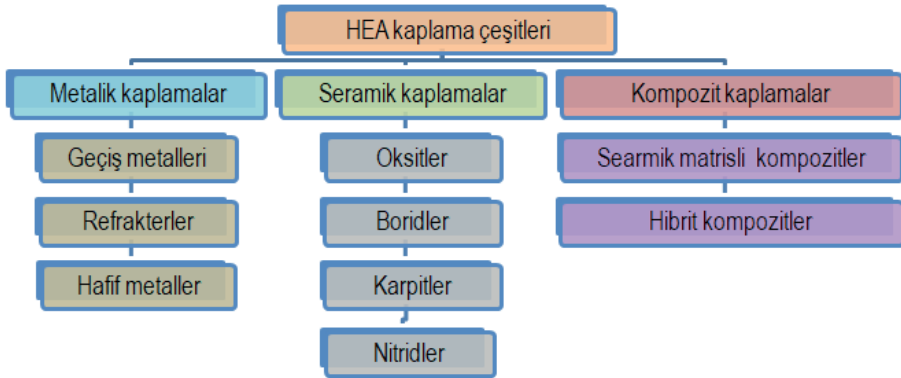 HEA kaplama çeşitleri
Metalik kaplamalar
Seramik kaplamalar
Kompozit kaplamalar
Geçiş metalleri
Oksitler
Searmik matrisli kompozitler
Refrakterler
Boridler
Hibrit kompozitler
Hafif metaller
Karpitler
Nitridler